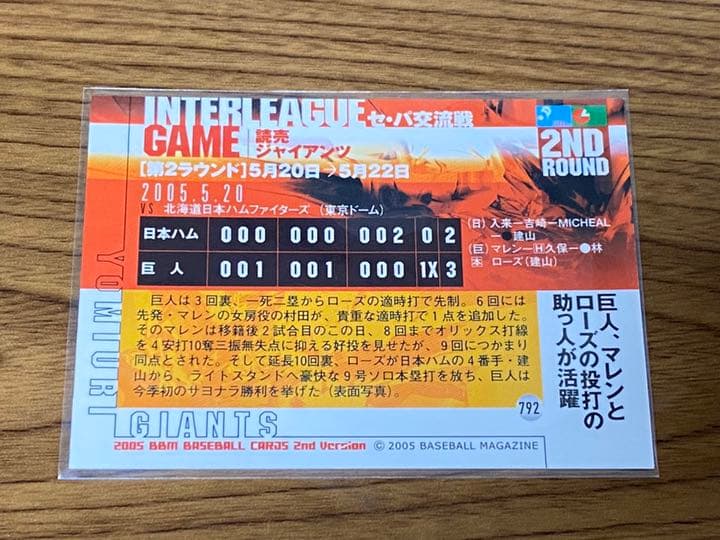 INTERLEAGUE セ・パ交流戦
GAME 読売ジャイアンツ
2ND ROUND
[第2ラウンド]5月20日→5月22日
2005.5.20
VS 北海道日本ハムファイターズ (東京ドーム)
日本ハム 000 000 002 0 2
巨人 001 001 000 1X 3
(日) 入来―吉崎―MICHEAL
―●建山
(巨) マレン―H久保―●林
本 ローズ(建山)
巨人、マレンと
ローズの投打の
助っ人が活躍
巨人は3回裏、一死二塁からローズの適時打で先制。6回には
先発・マレンの女房役の村田が、貴重な適時打で1点を追加した。
そのマレンは移籍後2試合目のこの日、8回までオリックス打線
を4安打10奪三振無失点に抑える好投を見せたが、9回につかまり
同点とされた。そして延長10回裏、ローズが日本ハムの4番手・建
山から、ライトスタンドへ豪快な9号ソロ本塁打を放ち、巨人は
今季初のサヨナラ勝利を挙げた(表面写真)。
792
YOMIURI
GIANTS
2005 BBM BASEBALL CARDS 2nd Version © 2005 BASEBALL MAGAZINE